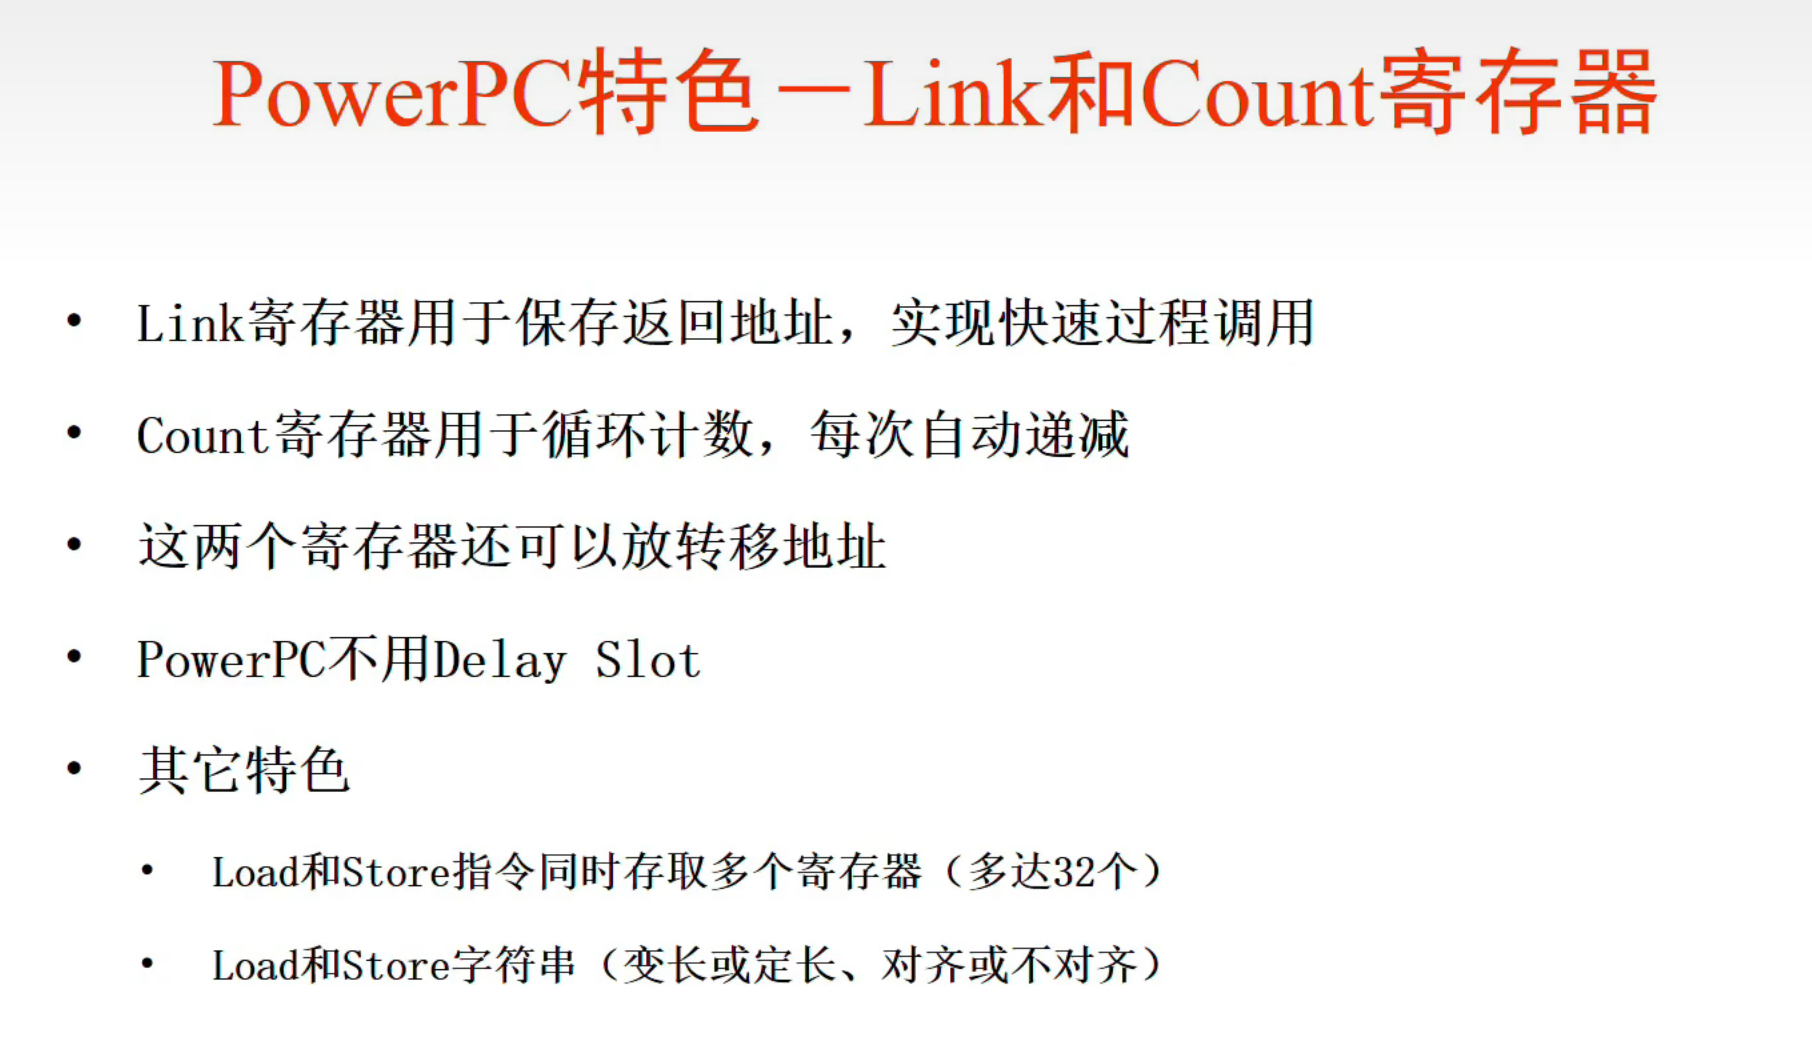 PowerPC特色－Link和Count寄存器
• Link寄存器用于保存返回地址，实现快速过程调用
• Count寄存器用于循环计数，每次自动递减
• 这两个寄存器还可以放转移地址
• PowerPC不用Delay Slot
• 其它特色
• Load和Store指令同时存取多个寄存器（多达32个）
• Load和Store字符串（变长或定长、对齐或不对齐）